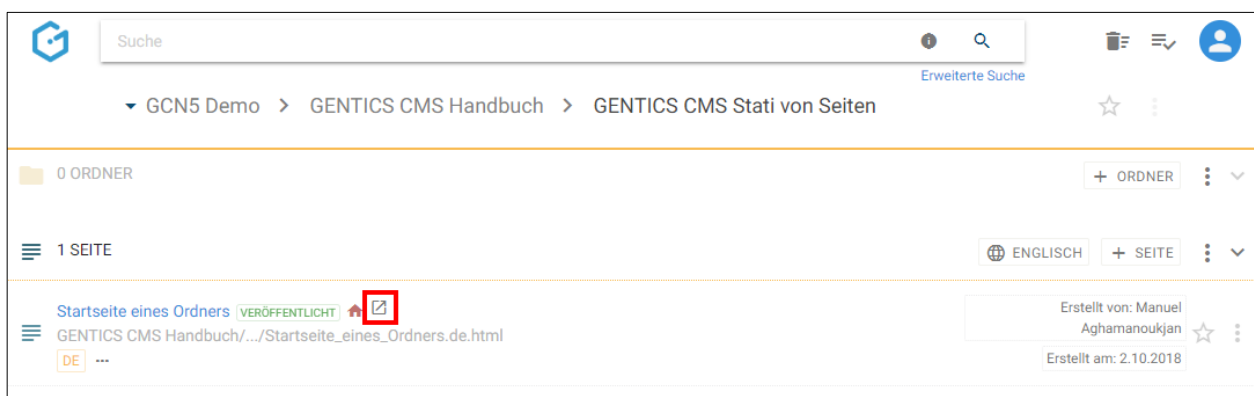 Suche
Erweiterte Suche
GCN5 Demo > GENTICS CMS Handbuch > GENTICS CMS Stati von Seiten
0 ORDNER
+ ORDNER
1 SEITE
ENGLISCH
+ SEITE
Startseite eines Ordners VERÖFFENTLICHT
GENTICS CMS Handbuch/.../Startseite_eines_Ordners.de.html
DE ---
Erstellt von: Manuel
Aghamanoukjan
Erstellt am: 2.10.2018